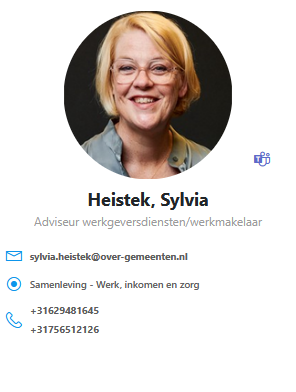 Heistek, Sylvia
Adviseur werkgeversdiensten/werkmakelaar
sylvia.heistek@over-gemeenten.nl
Samenleving - Werk, inkomen en zorg
+31629481645
+31756512126